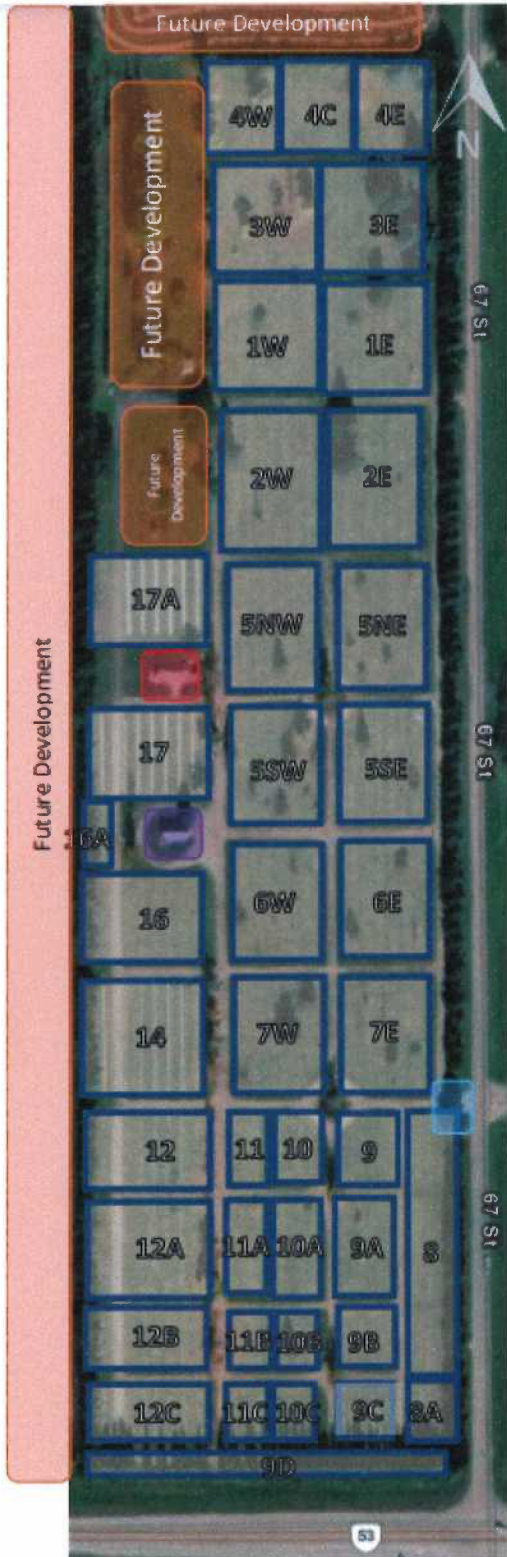 Future Development
4W 4C 4E
Z
Future Development
3W 3E
67 St
1W 1E
Future
Development
2W 2E
17A 5NW 5NE
Future Development
17 5SW 5SE
67 St
16A
16 6W 6E
14 7W 7E
12 11 10 9
67 St
12A 11A 10A 9A 8
12B 11B 10B 9B
12C 11C 10C 9C 8A
9D
53